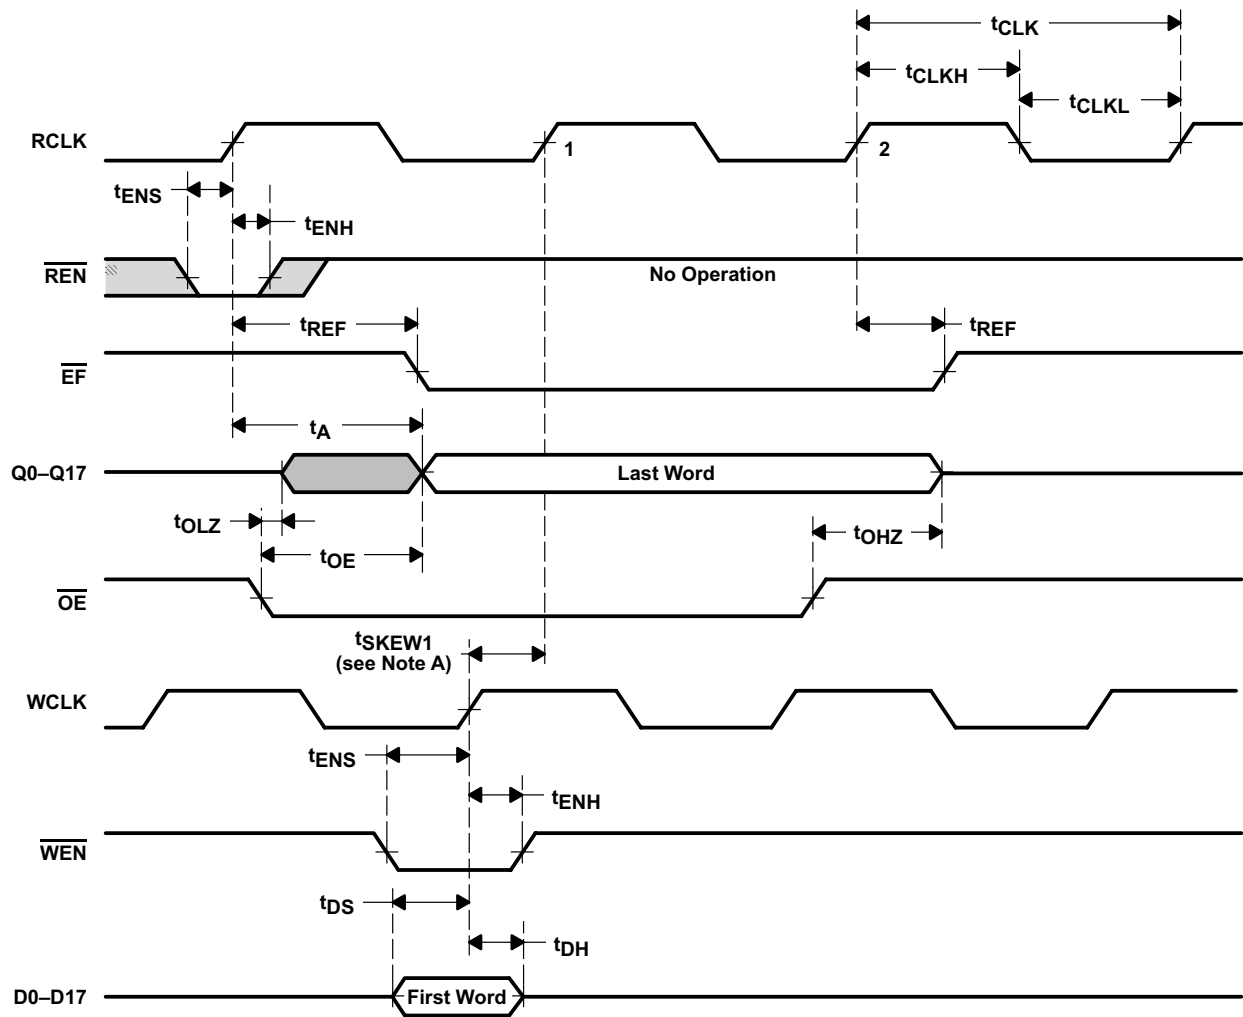 tCLK
tCLKH
tCLKL
RCLK
1
2
tENS
tENH
REN
No Operation
tREF
tREF
EF
tA
Q0–Q17
Last Word
tOLZ
tOE
tOHZ
OE
tSKEW1
(see Note A)
WCLK
tENS
tENH
WEN
tDS
tDH
D0–D17
First Word